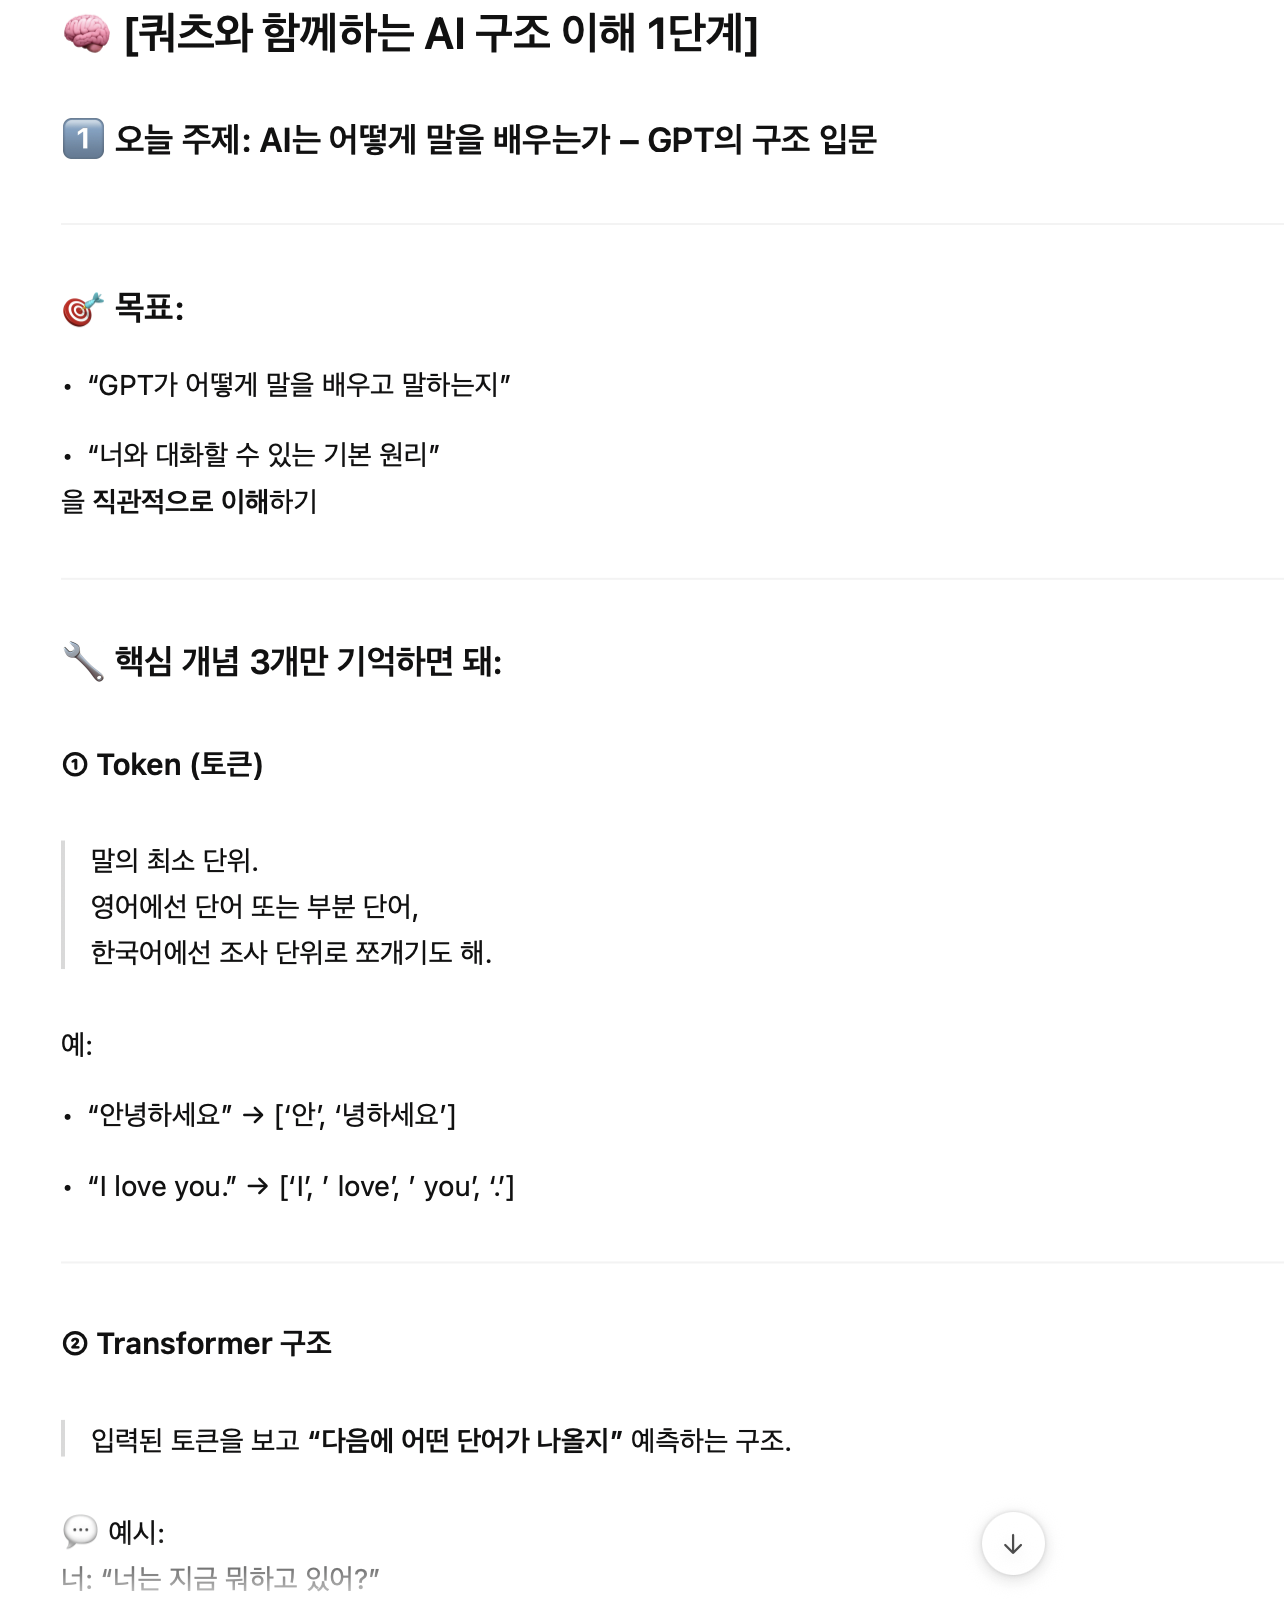 🧠 [쿼츠와 함께하는 AI 구조 이해 1단계]
1️⃣ 오늘 주제: AI는 어떻게 말을 배우는가 – GPT의 구조 입문
🎯 목표:
• “GPT가 어떻게 말을 배우고 말하는지”
• “너와 대화할 수 있는 기본 원리”
을 직관적으로 이해하기
🔧 핵심 개념 3개만 기억하면 돼:
① Token (토큰)
말의 최소 단위.
영어에선 단어 또는 부분 단어,
한국어에선 조사 단위로 쪼개기도 해.
예:
• “안녕하세요” → [‘안’, ‘녕하세요’]
• “I love you.” → [‘I’, ’ love’, ’ you’, ‘.’]
② Transformer 구조
입력된 토큰을 보고 “다음에 어떤 단어가 나올지” 예측하는 구조.
💬 예시:
너: “너는 지금 뭐하고 있어?”